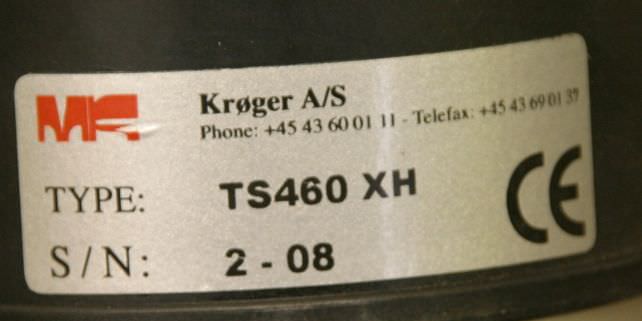 MK
Krøger A/S
Phone: +45 43 60 01 11 - Telefax: +45 43 69 01 37
TYPE: TS460 XH
S/N: 2 - 08
CE